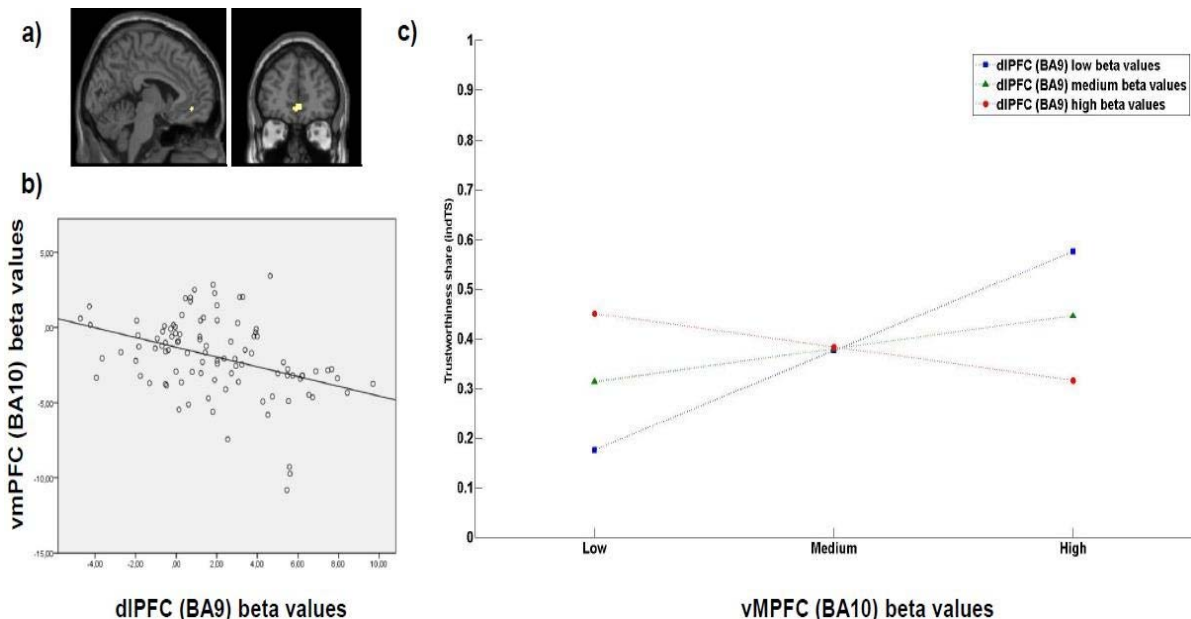 a)
b)
vmPFC (BA10) beta values
5,00
,00
-5,00
-10,00
-15,00
-4,00 -2,00 ,00 2,00 4,00 6,00 8,00 10,00
dlPFC (BA9) beta values
c)
Trustworthiness share (indTS)
1
0.9
0.8
0.7
0.6
0.5
0.4
0.3
0.2
0.1
0
dlPFC (BA9) low beta values
dlPFC (BA9) medium beta values
dlPFC (BA9) high beta values
Low Medium High
vMPFC (BA10) beta values